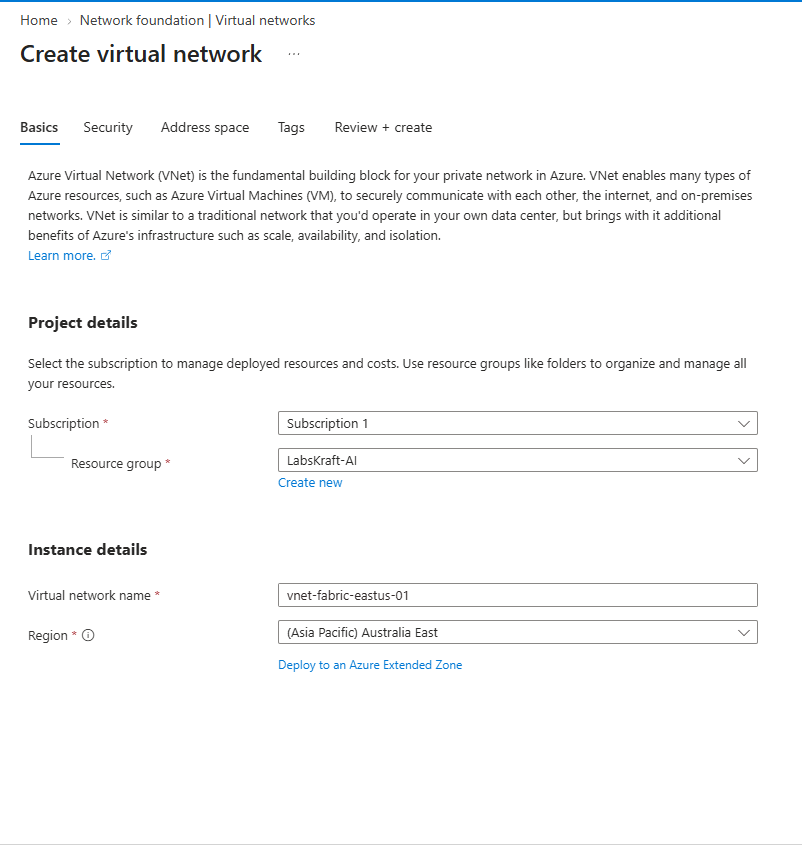 Home › Network foundation | Virtual networks
Create virtual network ...
Basics Security Address space Tags Review + create
Azure Virtual Network (VNet) is the fundamental building block for your private network in Azure. VNet enables many types of
Azure resources, such as Azure Virtual Machines (VM), to securely communicate with each other, the internet, and on-premises
networks. VNet is similar to a traditional network that you'd operate in your own data center, but brings with it additional
benefits of Azure's infrastructure such as scale, availability, and isolation.
Learn more.
Project details
Select the subscription to manage deployed resources and costs. Use resource groups like folders to organize and manage all
your resources.
Subscription * Subscription 1
Resource group * LabsKraft-AI
Create new
Instance details
Virtual network name * vnet-fabric-eastus-01
Region * (Asia Pacific) Australia East
Deploy to an Azure Extended Zone